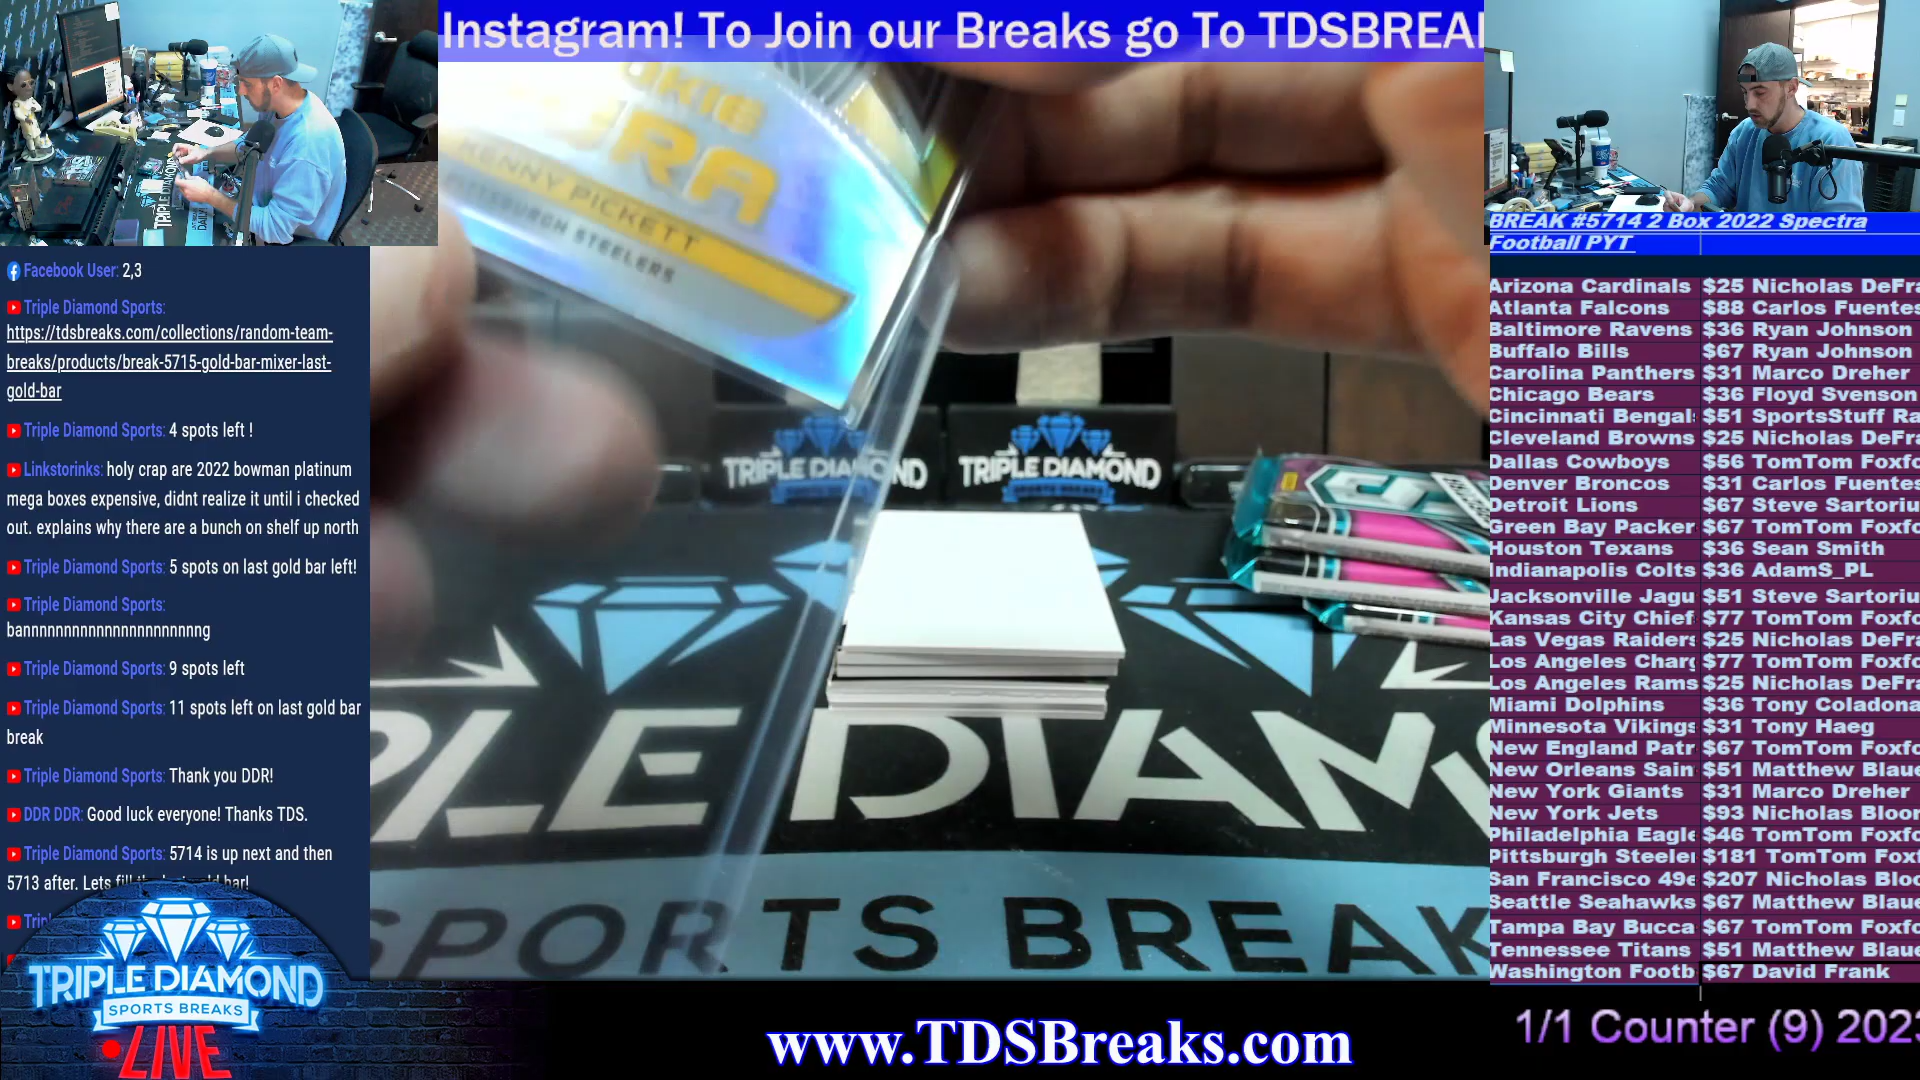 Instagram! To Join our Breaks go To TDSBREA
KENNY PICKETT
PITTSBURGH STEELERS
Facebook User: 2,3
Triple Diamond Sports:
https://tdsbreaks.com/collections/random-team-
breaks/products/break-5715-gold-bar-mixer-last-
gold-bar
Triple Diamond Sports: 4 spots left !
Linkstorinks: holy crap are 2022 bowman platinum
mega boxes expensive, didnt realize it until i checked
out. explains why there are a bunch on shelf up north
Triple Diamond Sports: 5 spots on last gold bar left!
Triple Diamond Sports:
bannnnnnnnnnnnnnnnnnnnnng
Triple Diamond Sports: 9 spots left
Triple Diamond Sports: 11 spots left on last gold bar
break
Triple Diamond Sports: Thank you DDR!
DDR DDR: Good luck everyone! Thanks TDS.
Triple Diamond Sports: 5714 is up next and then
5713 after. Lets fill
bar!
TRIPLE DIAMOND
SPORTS BREAKS
LIVE
TRIPLE DIAMOND
TRIPLE DIAMOND
PLE DIAM
SPORTS BREAK
BREAK #5714 2 Box 2022 Spectra
Football PYT
Arizona Cardinals $25 Nicholas DeFra
Atlanta Falcons $88 Carlos Fuentes
Baltimore Ravens $36 Ryan Johnson
Buffalo Bills $67 Ryan Johnson
Carolina Panthers $31 Marco Dreher
Chicago Bears $36 Floyd Svenson
Cincinnati Bengal $51 SportsStuff Ra
Cleveland Browns $25 Nicholas DeFra
Dallas Cowboys $56 TomTom Foxfo
Denver Broncos $31 Carlos Fuentes
Detroit Lions $67 Steve Sartoriu
Green Bay Packer $67 TomTom Foxfo
Houston Texans $36 Sean Smith
Indianapolis Colts $36 AdamS_PL
Jacksonville Jagu $51 Steve Sartoriu
Kansas City Chief $77 TomTom Foxfo
Las Vegas Raiders $25 Nicholas DeFra
Los Angeles Charg $77 TomTom Foxfo
Los Angeles Rams $25 Nicholas DeFra
Miami Dolphins $36 Tony Coladona
Minnesota Vikings $31 Tony Haeg
New England Patr $67 TomTom Foxfo
New Orleans Sain $51 Matthew Blaue
New York Giants $31 Marco Dreher
New York Jets $93 Nicholas Bloor
Philadelphia Eagle $46 TomTom Foxfo
Pittsburgh Steeler $181 TomTom Foxf
San Francisco 49e $207 Nicholas Bloo
Seattle Seahawks $67 Matthew Blaue
Tampa Bay Bucca $67 TomTom Foxfo
Tennessee Titans $51 Matthew Blaue
Washington Footb $67 David Frank
1/1 Counter (9) 2023
www.TDSBreaks.com